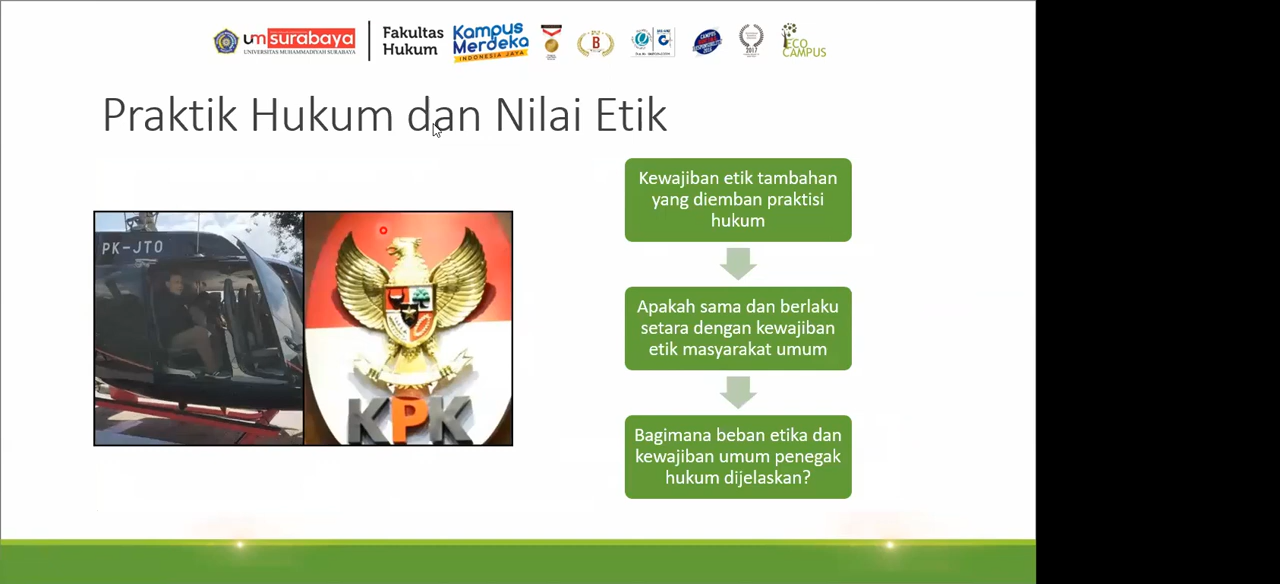 um surabaya
UNIVERSITAS MUHAMMADIYAH SURABAYA
Fakultas
Hukum
Kampus
Merdeka
INDONESIA JAYA
B
2017
ECO
CAMPUS
Praktik Hukum dan Nilai Etik
PK-JTO
KPK
Kewajiban etik tambahan
yang diemban praktisi
hukum
Apakah sama dan berlaku
setara dengan kewajiban
etik masyarakat umum
Bagimana beban etika dan
kewajiban umum penegak
hukum dijelaskan?